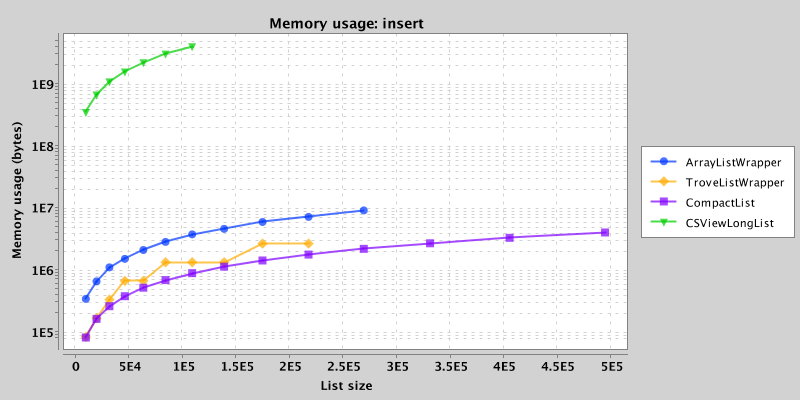 Memory usage: insert
Memory usage (bytes)
1E9
1E8
1E7
1E6
1E5
0
5E4
1E5
1.5E5
2E5
2.5E5
3E5
3.5E5
4E5
4.5E5
5E5
List size
ArrayListWrapper
TroveListWrapper
CompactList
CSViewLongList